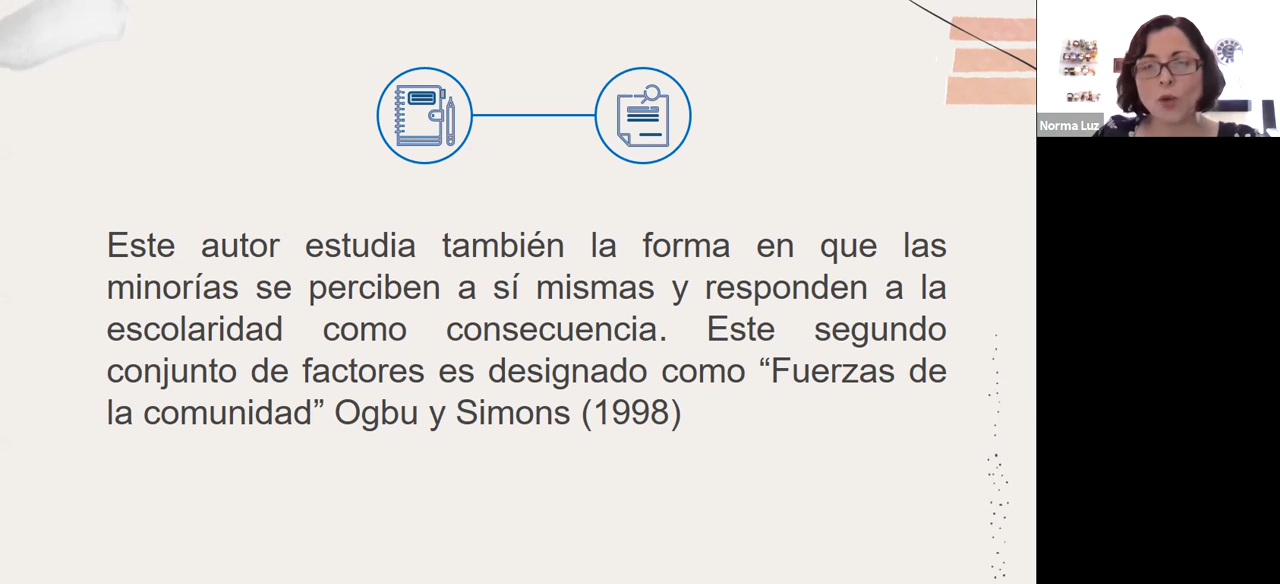 Este autor estudia también la forma en que las
minorías se perciben a sí mismas y responden a la
escolaridad como consecuencia. Este segundo
conjunto de factores es designado como “Fuerzas de
la comunidad” Ogbu y Simons (1998)
Norma Luz